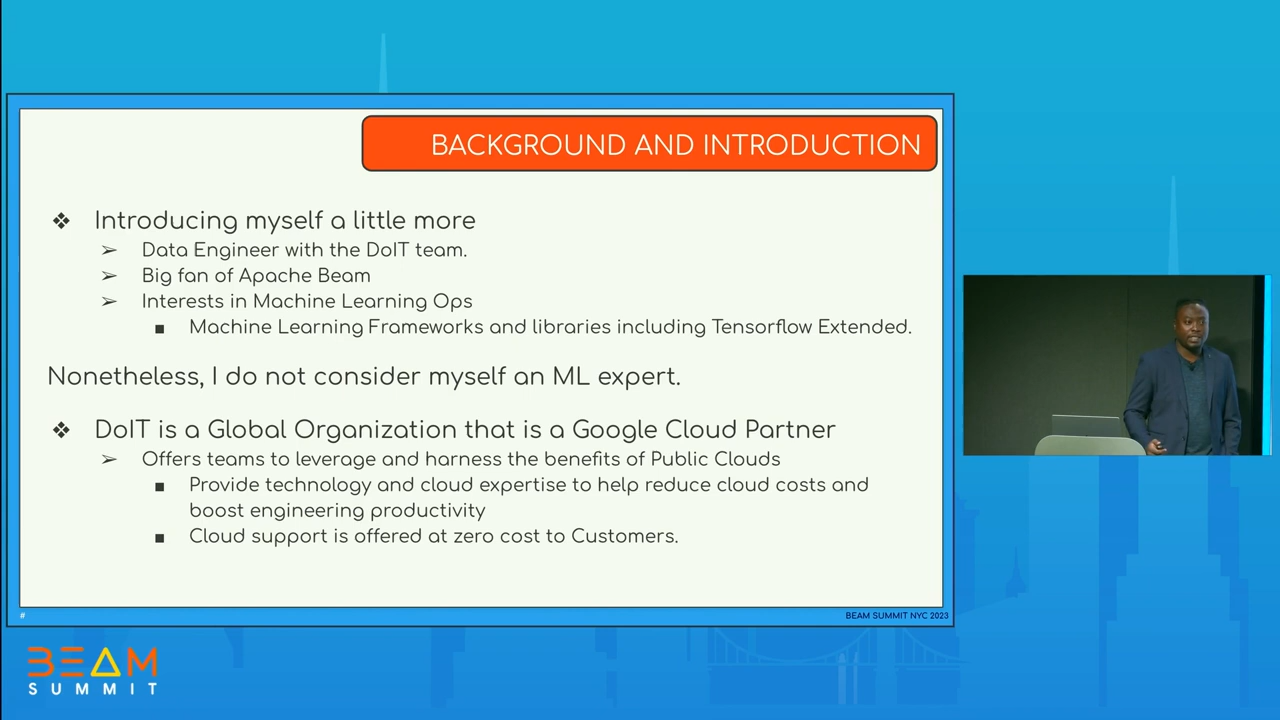 BACKGROUND AND INTRODUCTION
❖ Introducing myself a little more
➢ Data Engineer with the DoIT team.
➢ Big fan of Apache Beam
➢ Interests in Machine Learning Ops
■ Machine Learning Frameworks and libraries including Tensorflow Extended.
Nonetheless, I do not consider myself an ML expert.
❖ DoIT is a Global Organization that is a Google Cloud Partner
➢ Offers teams to leverage and harness the benefits of Public Clouds
■ Provide technology and cloud expertise to help reduce cloud costs and
boost engineering productivity
■ Cloud support is offered at zero cost to Customers.
#
BEAM SUMMIT NYC 2023
BEAM
SUMMIT